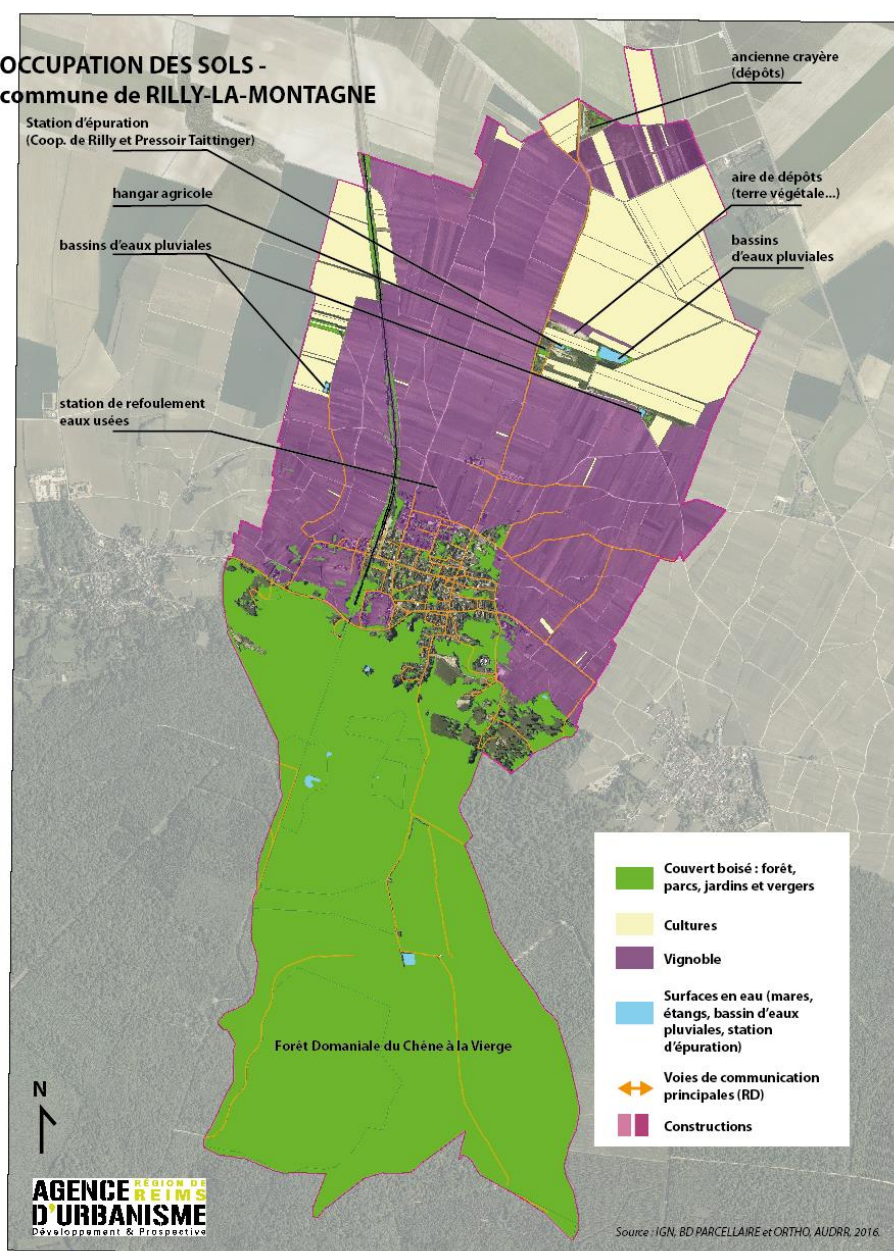 OCCUPATION DES SOLS -
commune de RILLY-LA-MONTAGNE
Station d'épuration
(Coop. de Rilly et Pressoir Taittinger)
hangar agricole
bassins d'eaux pluviales
station de refoulement
eaux usées
ancienne crayère
(dépôts)
aire de dépôts
(terre végétale...)
bassins
d'eaux pluviales
Couvert boisé : forêt,
parcs, jardins et vergers
Cultures
Vignoble
Surfaces en eau (mares,
étangs, bassin d'eaux
pluviales, station
d'épuration)
Voies de communication
principales (RD)
Constructions
Forêt Domaniale du Chêne à la Vierge
N
AGENCE RÉGION DE
REIMS
D'URBANISME
Développement & Prospective
Source : IGN, BD PARCELLAIRE et ORTHO, AUDRR, 2016.